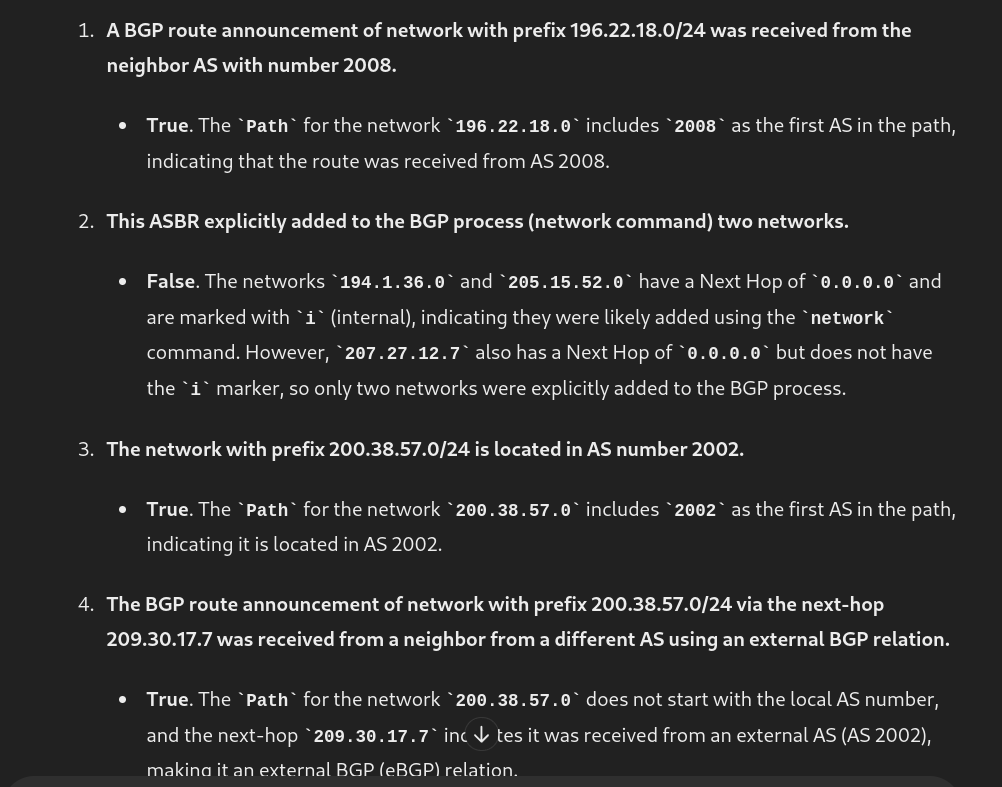 1. A BGP route announcement of network with prefix 196.22.18.0/24 was received from the
neighbor AS with number 2008.
• True. The `Path` for the network `196.22.18.0` includes `2008` as the first AS in the path,
indicating that the route was received from AS 2008.
2. This ASBR explicitly added to the BGP process (network command) two networks.
• False. The networks `194.1.36.0` and `205.15.52.0` have a Next Hop of `0.0.0.0` and
are marked with `i` (internal), indicating they were likely added using the `network`
command. However, `207.27.12.7` also has a Next Hop of `0.0.0.0` but does not have
the `i` marker, so only two networks were explicitly added to the BGP process.
3. The network with prefix 200.38.57.0/24 is located in AS number 2002.
• True. The `Path` for the network `200.38.57.0` includes `2002` as the first AS in the path,
indicating it is located in AS 2002.
4. The BGP route announcement of network with prefix 200.38.57.0/24 via the next-hop
209.30.17.7 was received from a neighbor from a different AS using an external BGP relation.
• True. The `Path` for the network `200.38.57.0` does not start with the local AS number,
and the next-hop `209.30.17.7` it was received from an external AS (AS 2002),
making it an external BGP (eBGP) relation.